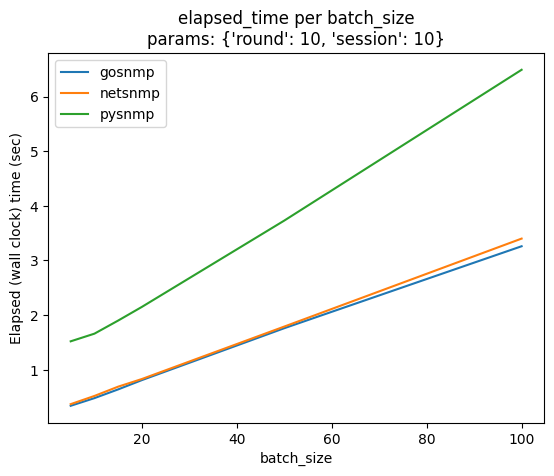 elapsed_time per batch_size
params: {'round': 10, 'session': 10}
gosnmp
netsnmp
pysnmp
Elapsed (wall clock) time (sec)
6
5
4
3
2
1
20
40
60
80
100
batch_size